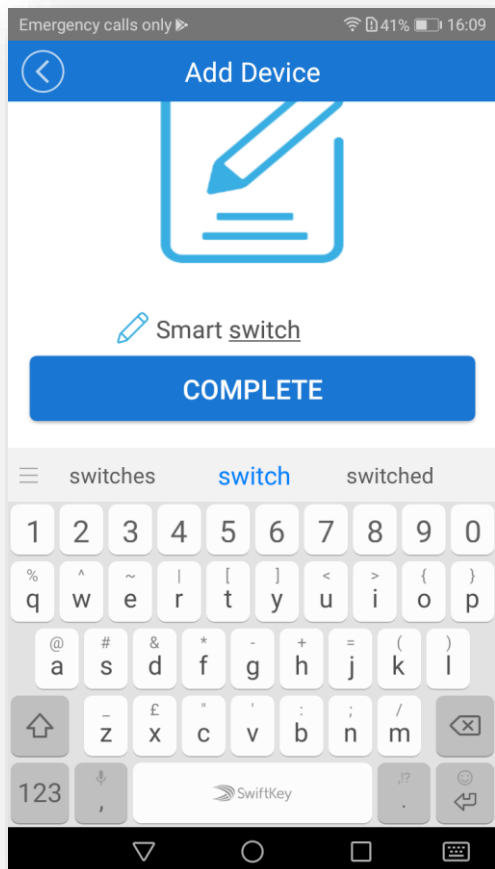 Emergency calls only 41% 16:09
Add Device
Smart switch
COMPLETE
switches switch switched
1 2 3 4 5 6 7 8 9 0
% ^ ~ | [ ] < > { }
q w e r t y u i o p
@ # & * - + = ( )
a s d f g h j k l
_ £ " ' : ; /
z x c v b n m
123 , SwiftKey ,!? .